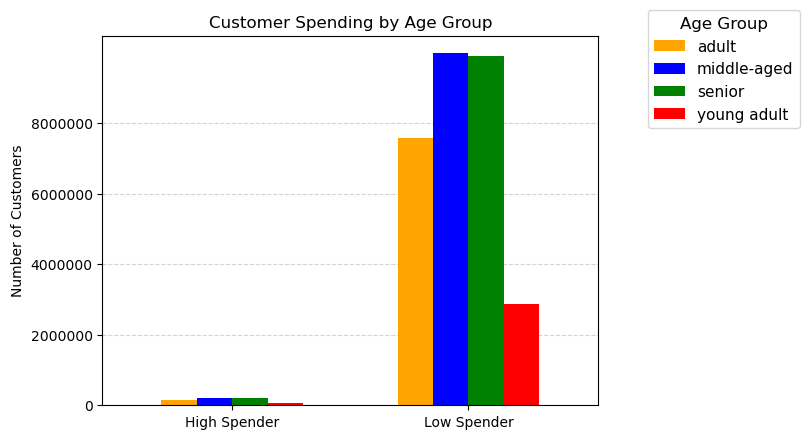 Customer Spending by Age Group
Age Group
adult
middle-aged
senior
young adult
Number of Customers
8000000
6000000
4000000
2000000
0
High Spender
Low Spender